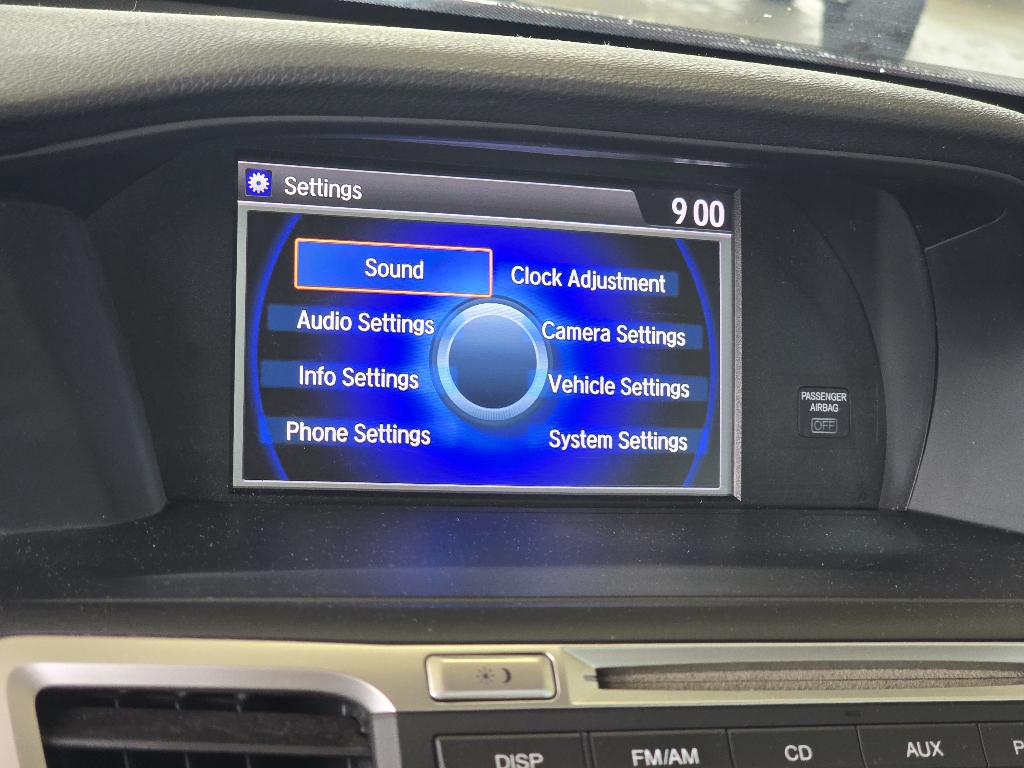 Settings
9 00
Sound
Clock Adjustment
Audio Settings
Camera Settings
Info Settings
Vehicle Settings
Phone Settings
System Settings
PASSENGER
AIRBAG
OFF
DISP
FM/AM
CD
AUX